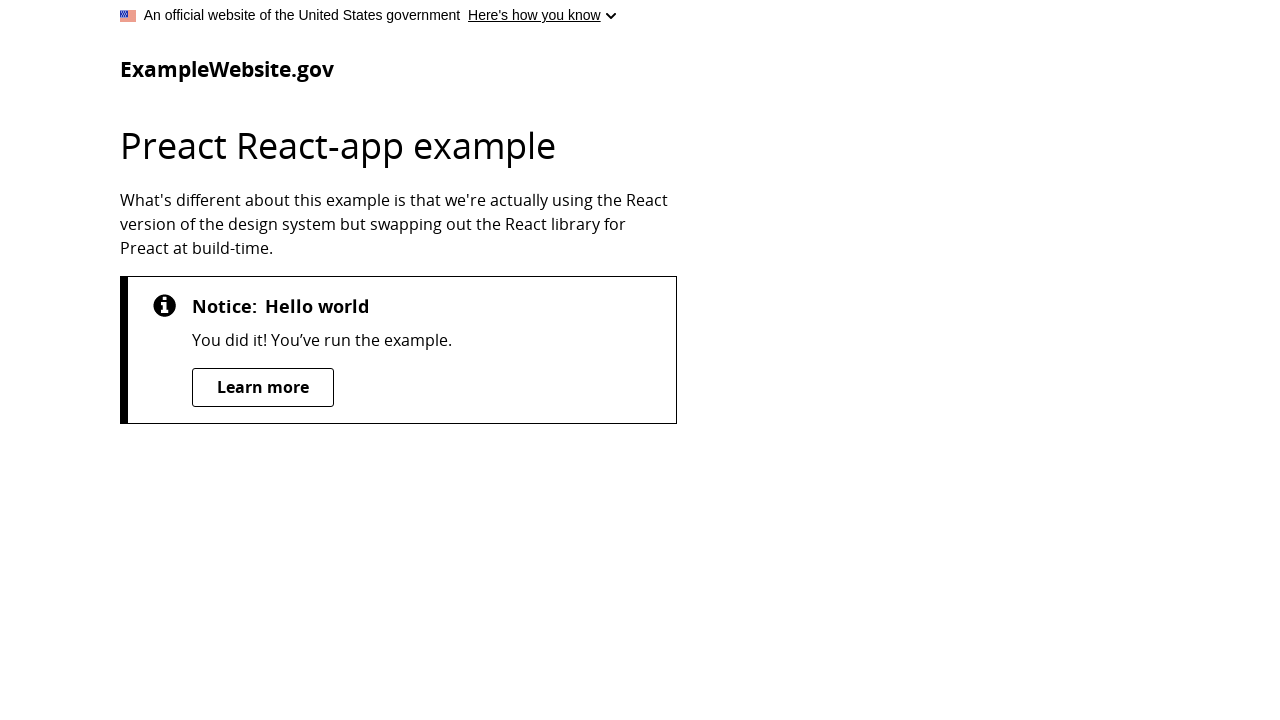 An official website of the United States government Here's how you know
ExampleWebsite.gov
Preact React-app example
What's different about this example is that we're actually using the React
version of the design system but swapping out the React library for
Preact at build-time.
Notice: Hello world
You did it! You’ve run the example.
Learn more